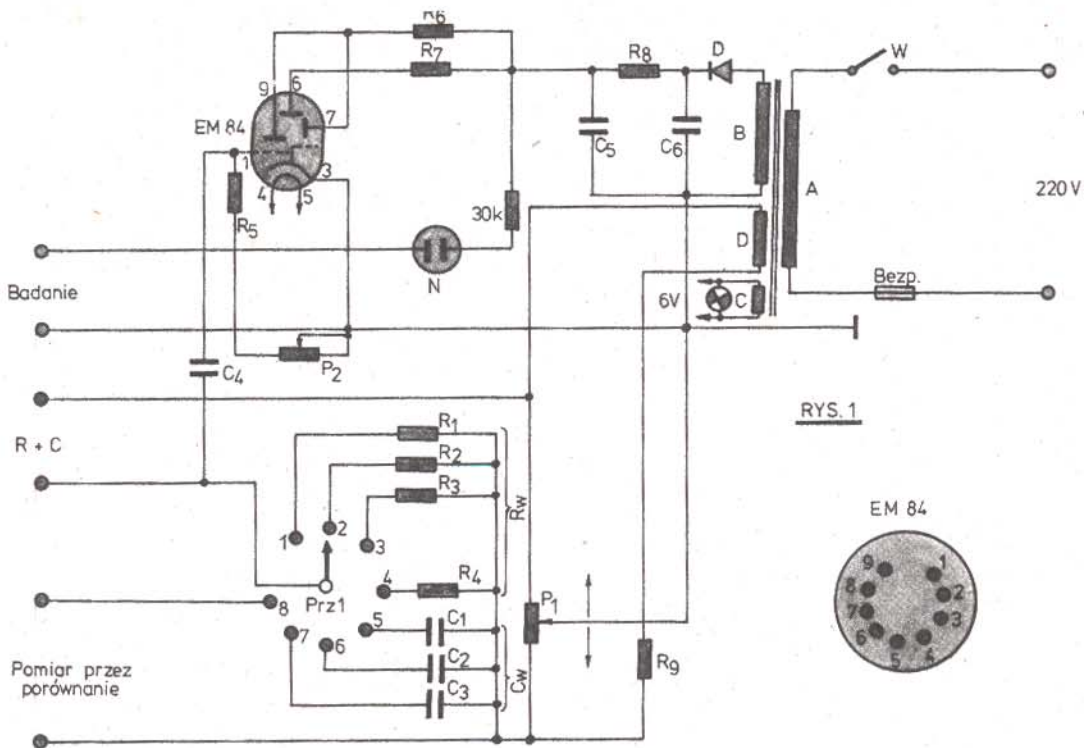 R6
R7
R8
D
W
9
6
7
EM 84
1
3
4
5
C5
C6
B
A
220 V
R5
30k
N
D
Bezp.
6V
C
Badanie
P2
C4
RYS. 1
R + C
R1
R2
R3
Rw
1
2
3
4
R4
Prz1
8
7
6
5
C1
C2
C3
Cw
P1
R9
Pomiar przez
porównanie
EM 84
9
1
8
2
7
3
6
5
4